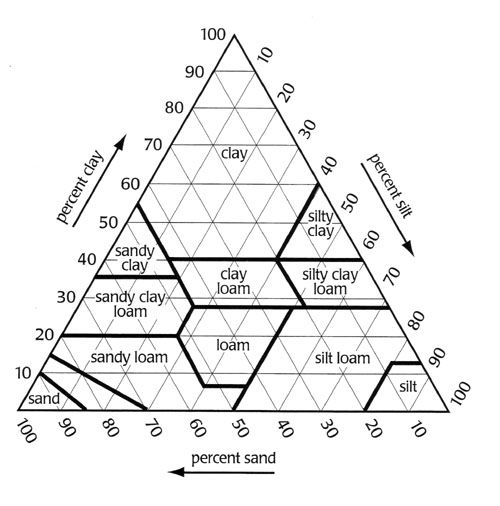 100
10
90
20
80
30
70
clay
40
percent clay
percent silt
60
50
50
silty
clay
60
sandy
clay
40
clay
loam
silty clay
loam
70
30
sandy clay
loam
80
20
loam
sandy loam
silt loam
90
10
silt
sand
100
100
90
80
70
60
50
40
30
20
10
percent sand